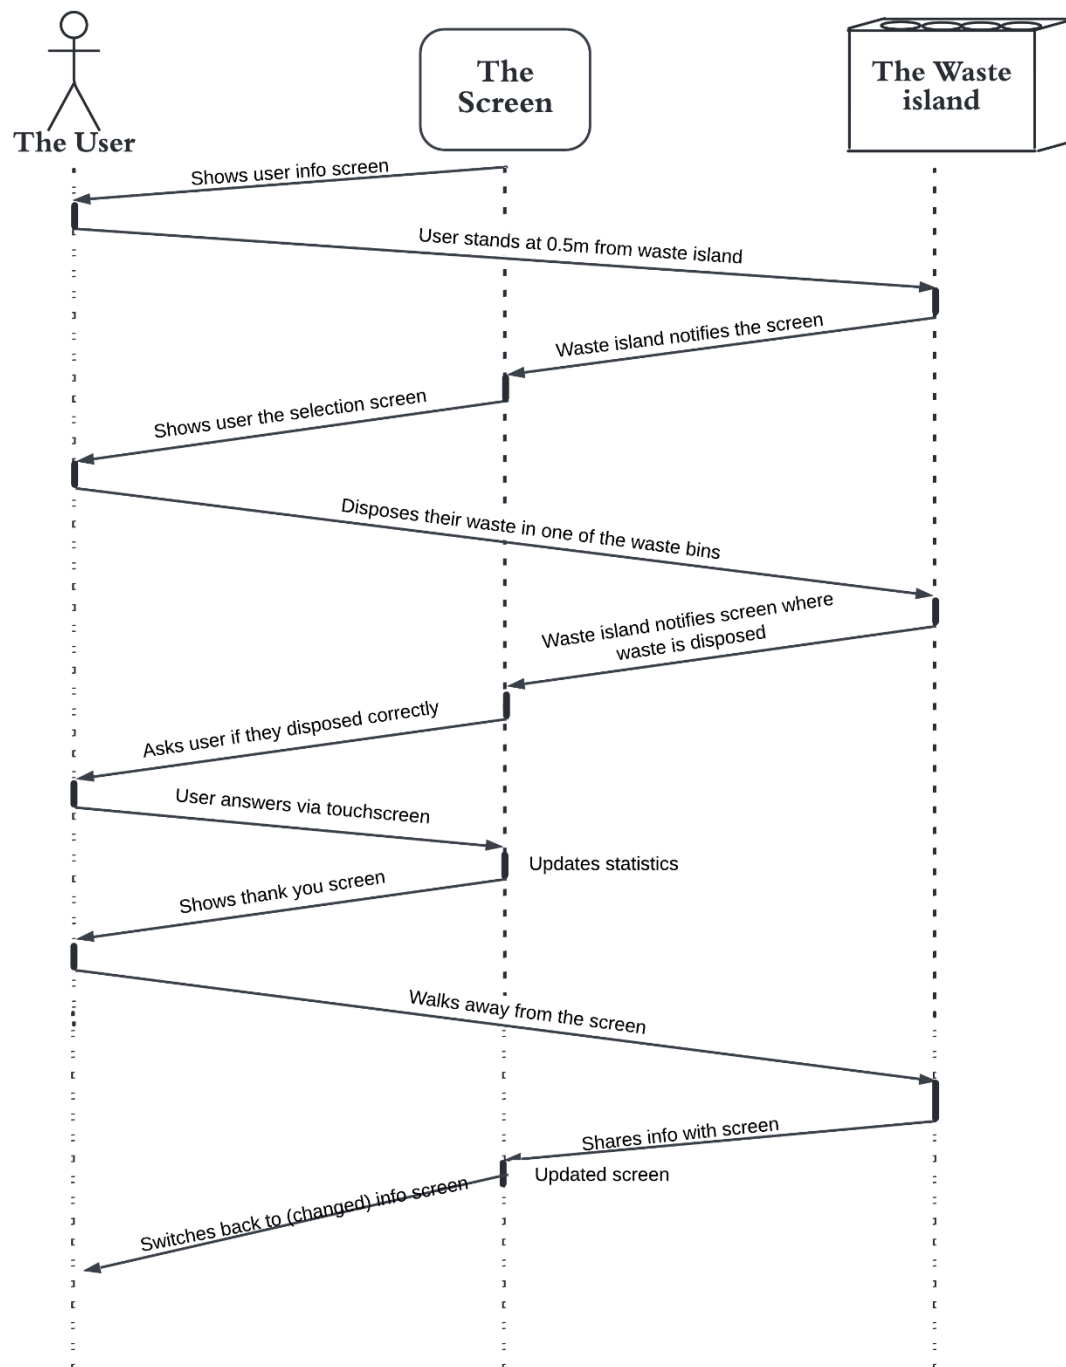 The User
The
Screen
The Waste
island
Shows user info screen
User stands at 0.5m from waste island
Waste island notifies the screen
Shows user the selection screen
Disposes their waste in one of the waste bins
Waste island notifies screen where
waste is disposed
Asks user if they disposed correctly
User answers via touchscreen
Updates statistics
Shows thank you screen
Walks away from the screen
Shares info with screen
Updated screen
Switches back to (changed) info screen